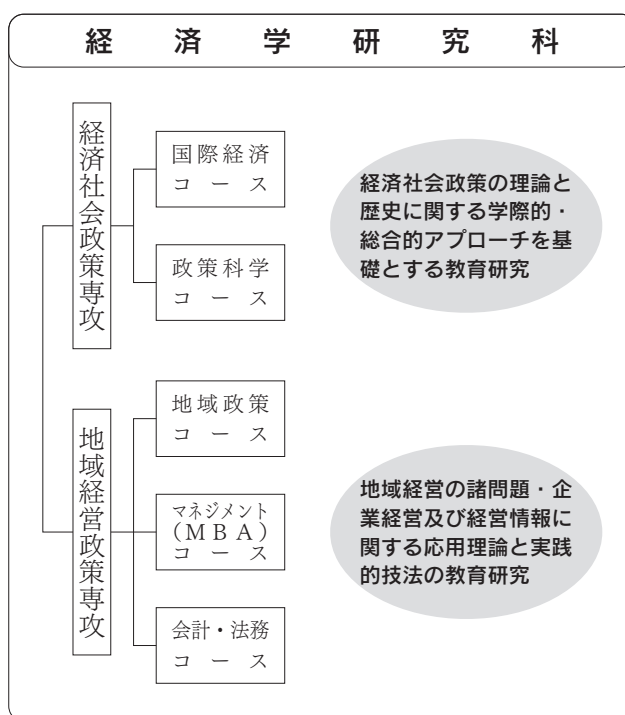 経済学研究科
経済社会政策専攻
国際経済
コース
政策科学
コース
経済社会政策の理論と
歴史に関する学際的・
総合的アプローチを基
礎とする教育研究
地域経営政策専攻
地域政策
コース
マネジメント
(MBA)
コース
会計・法務
コース
地域経営の諸問題・企
業経営及び経営情報に
関する応用理論と実践
的技法の教育研究